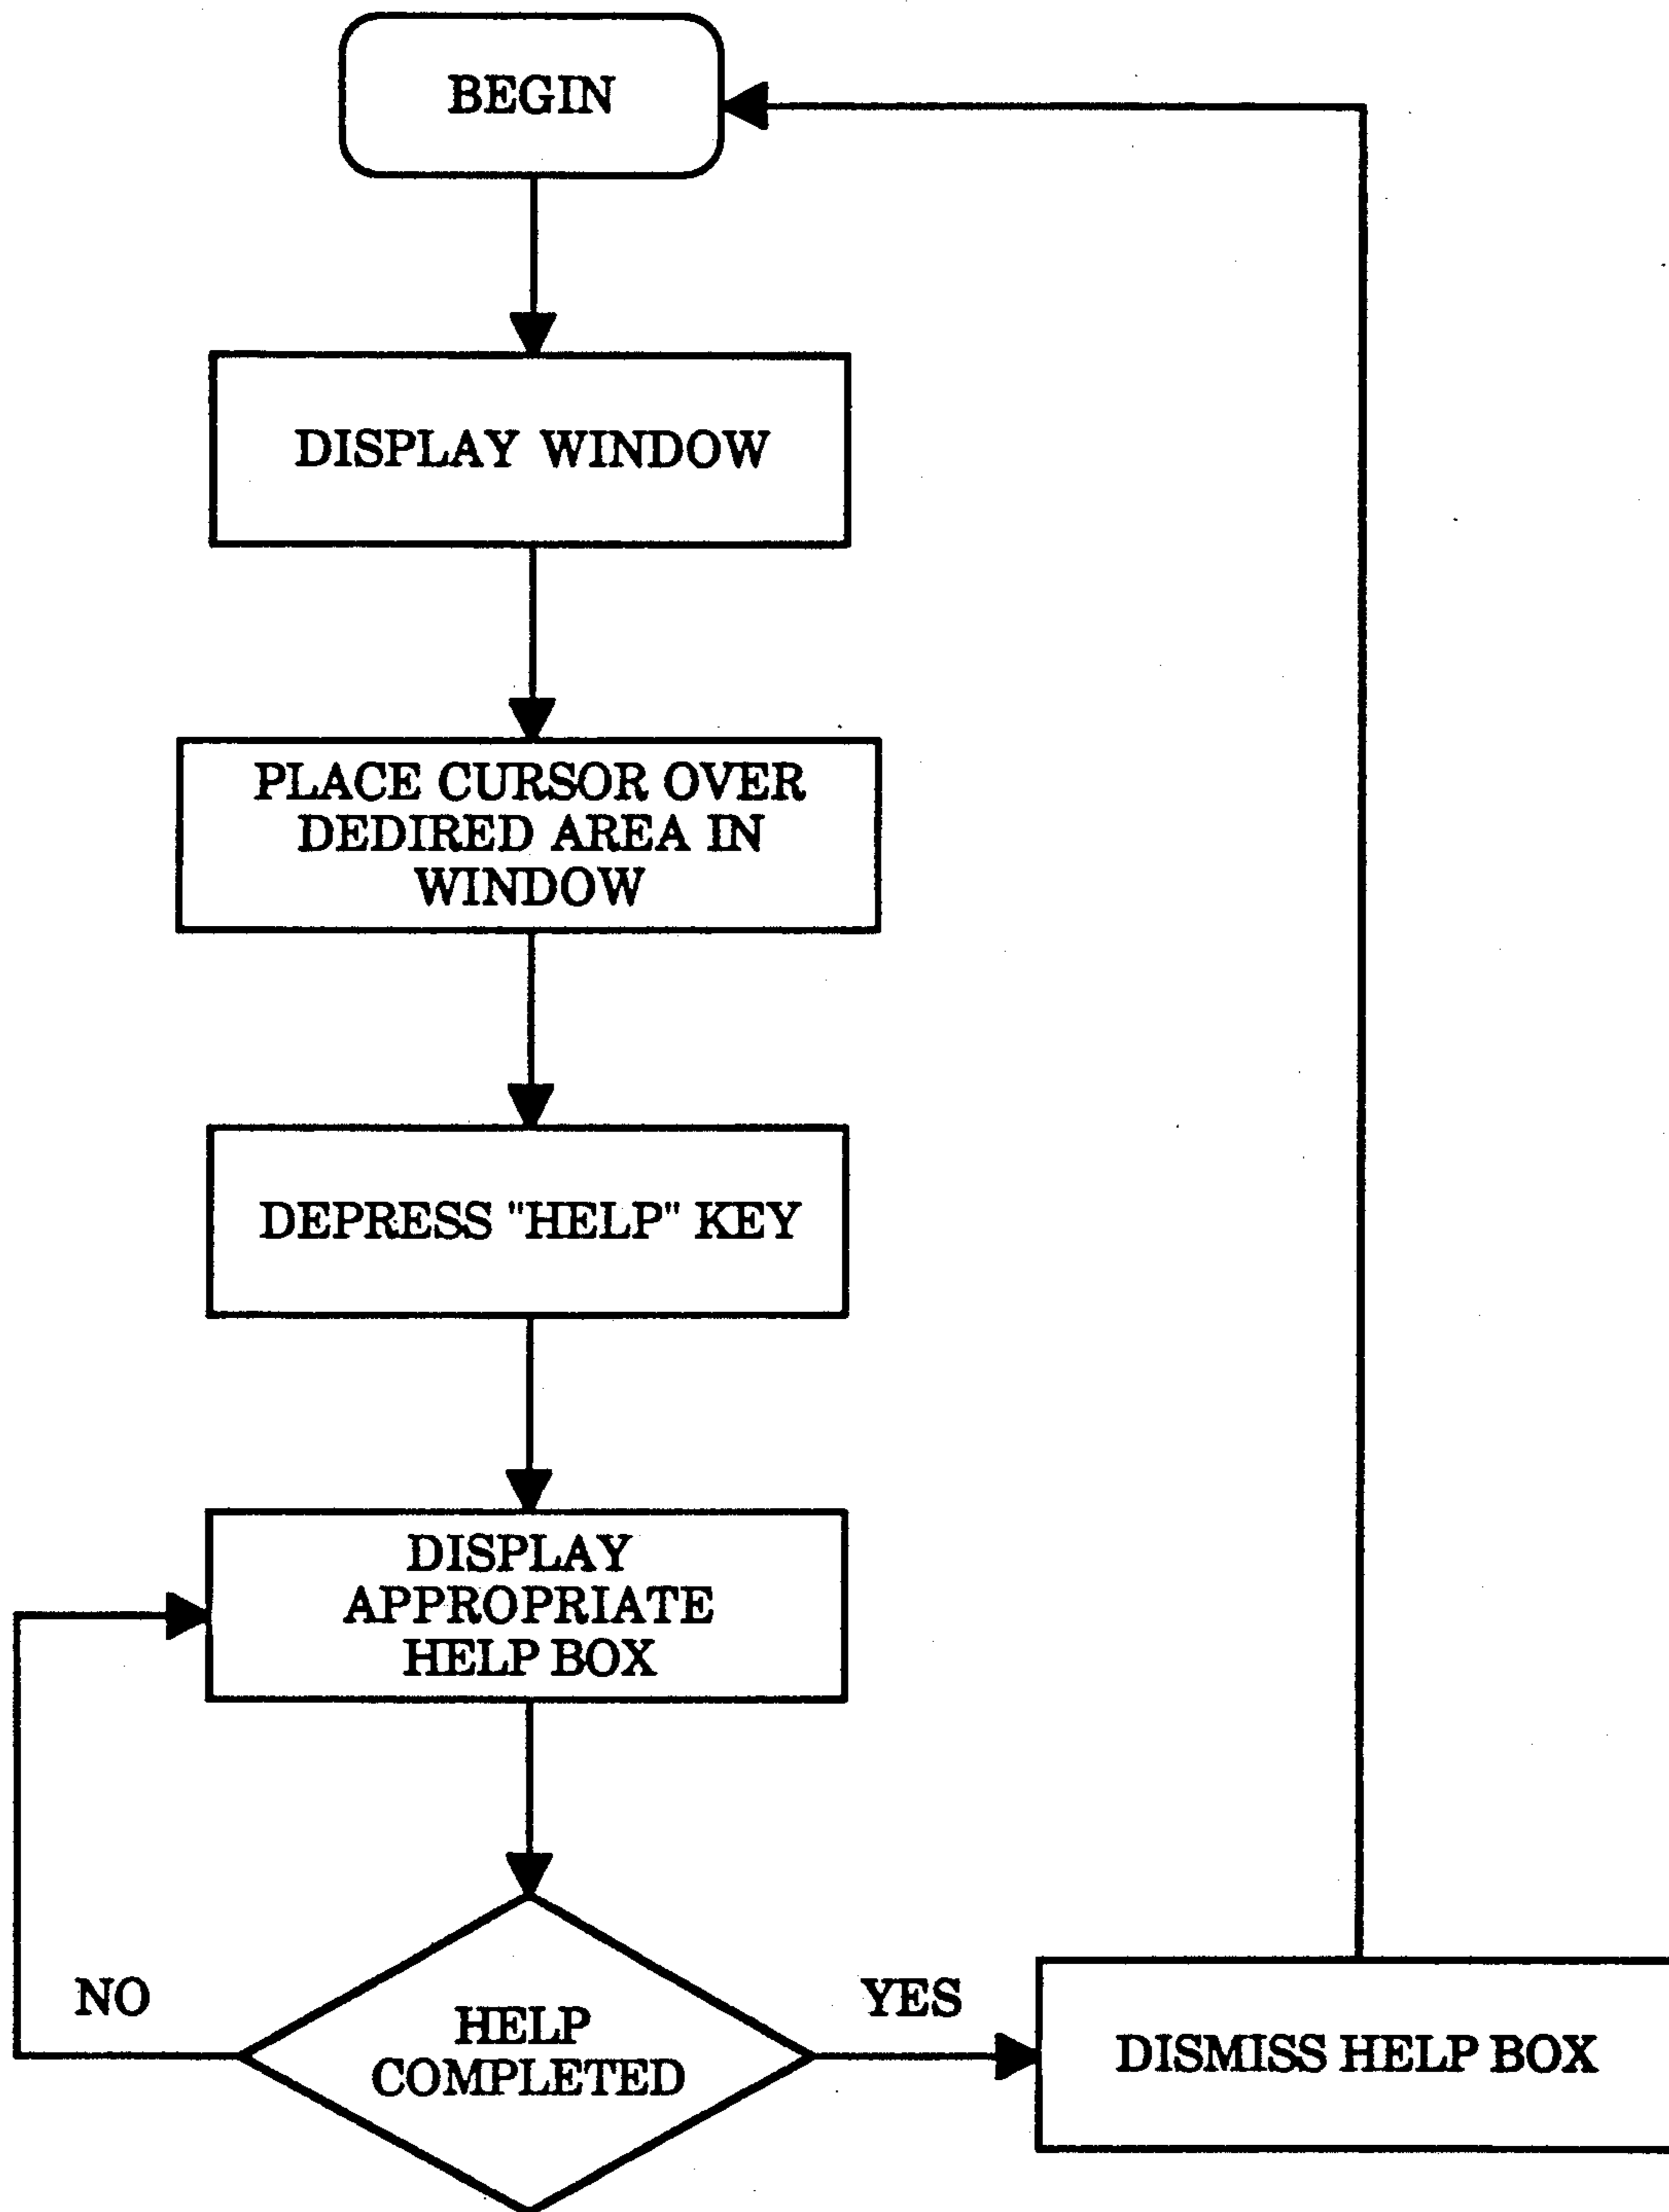 BEGIN
DISPLAY WINDOW
PLACE CURSOR OVER
DEDIRED AREA IN
WINDOW
DEPRESS "HELP" KEY
DISPLAY
APPROPRIATE
HELP BOX
NO
HELP
COMPLETED
YES
DISMISS HELP BOX